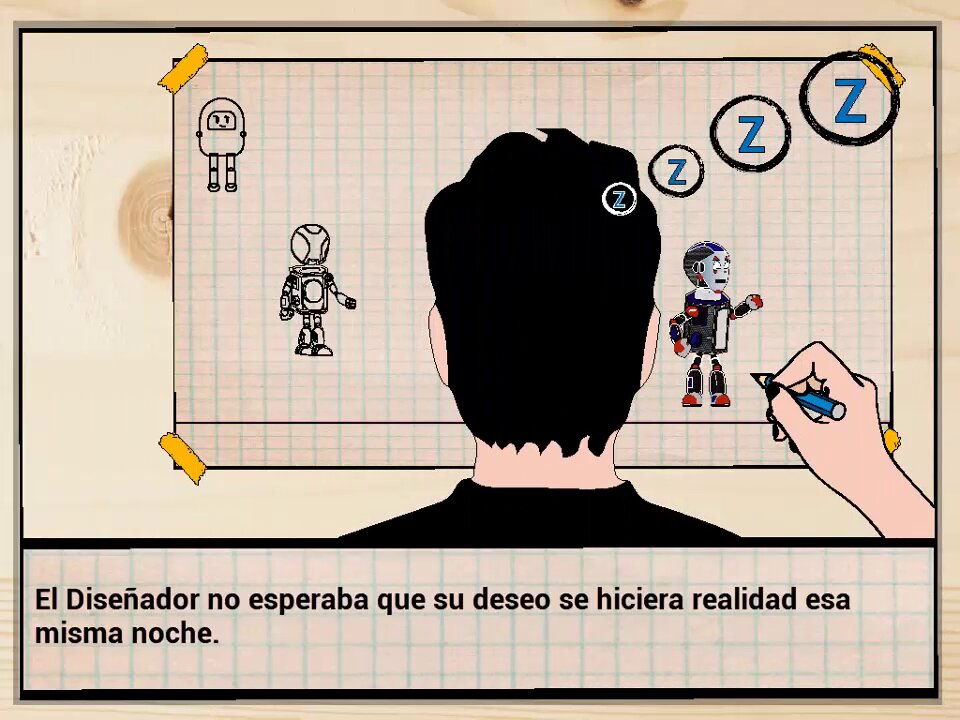 Z
Z
Z
Z
El Diseñador no esperaba que su deseo se hiciera realidad esa
misma noche.